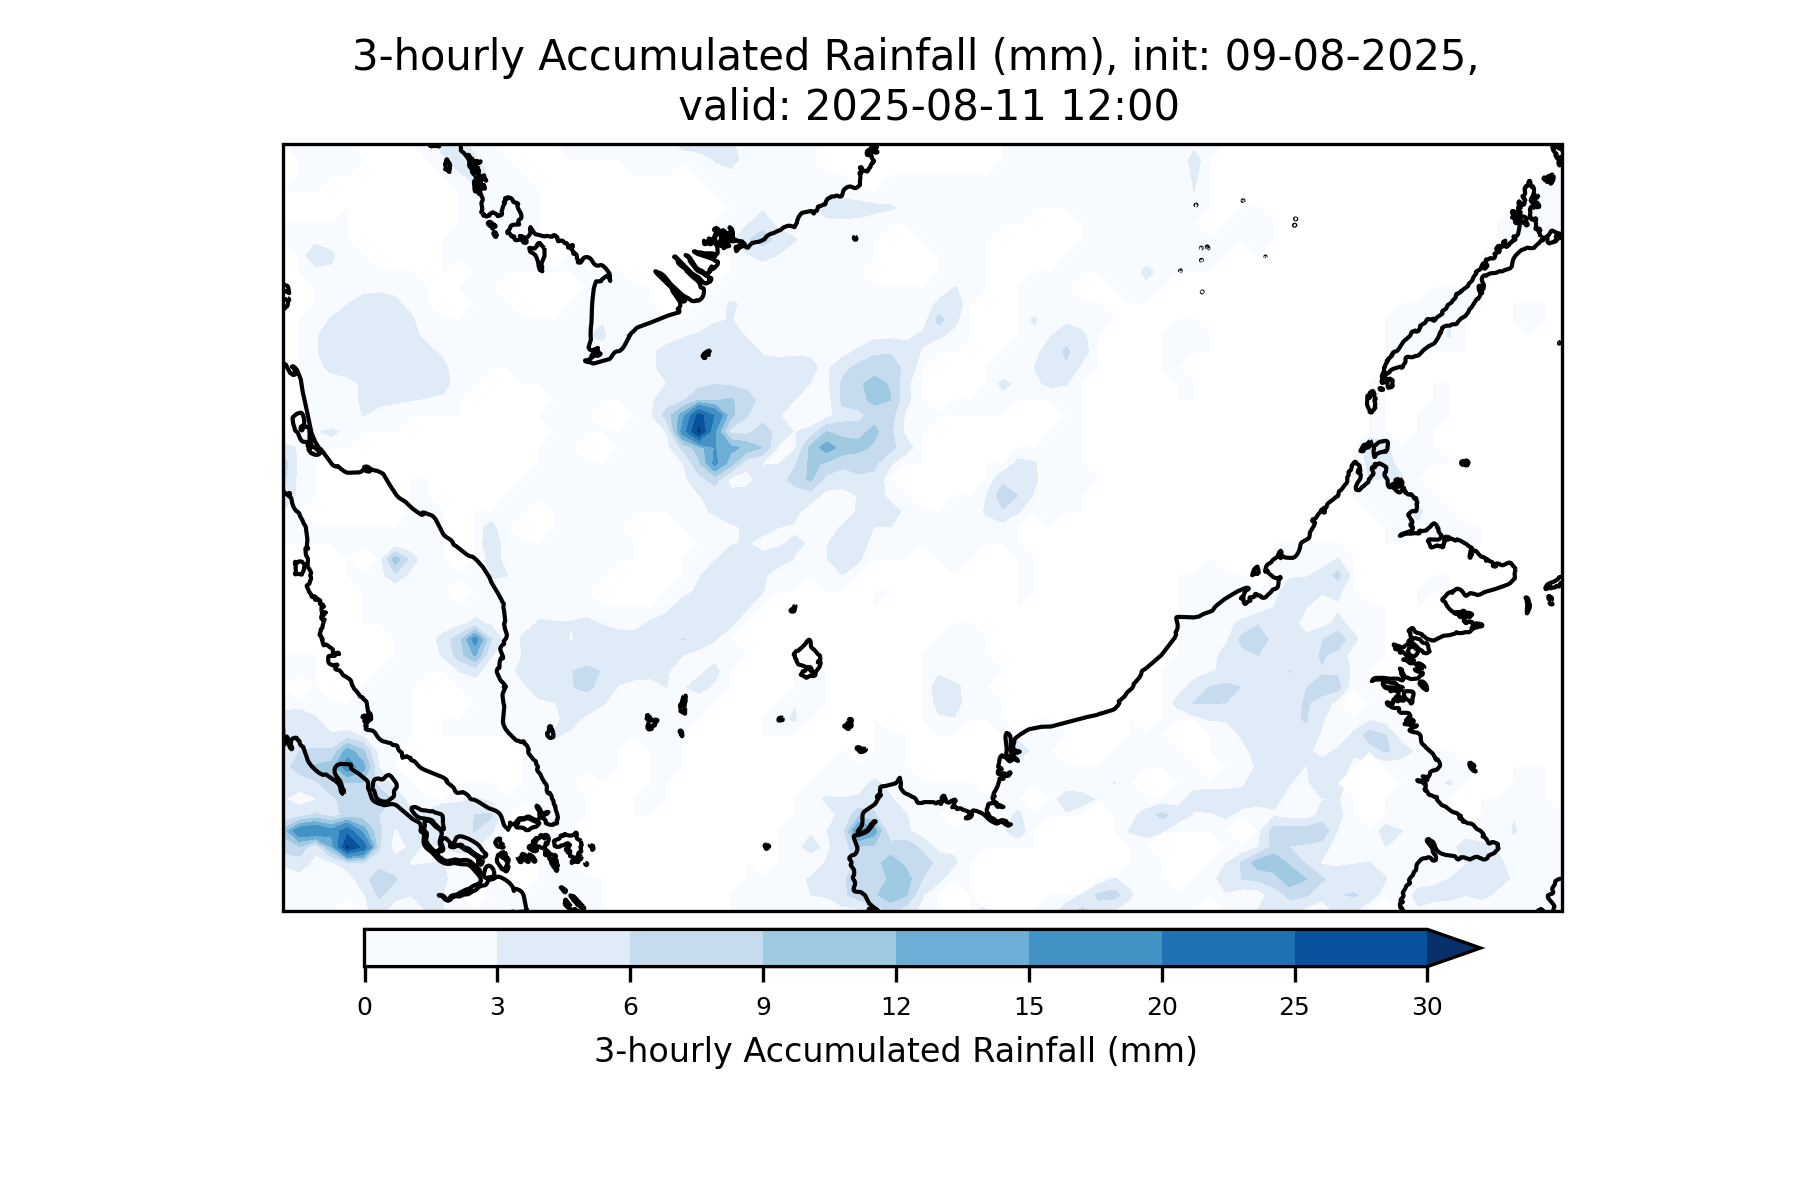 3-hourly Accumulated Rainfall (mm), init: 09-08-2025,
valid: 2025-08-11 12:00
0 3 6 9 12 15 20 25 30
3-hourly Accumulated Rainfall (mm)